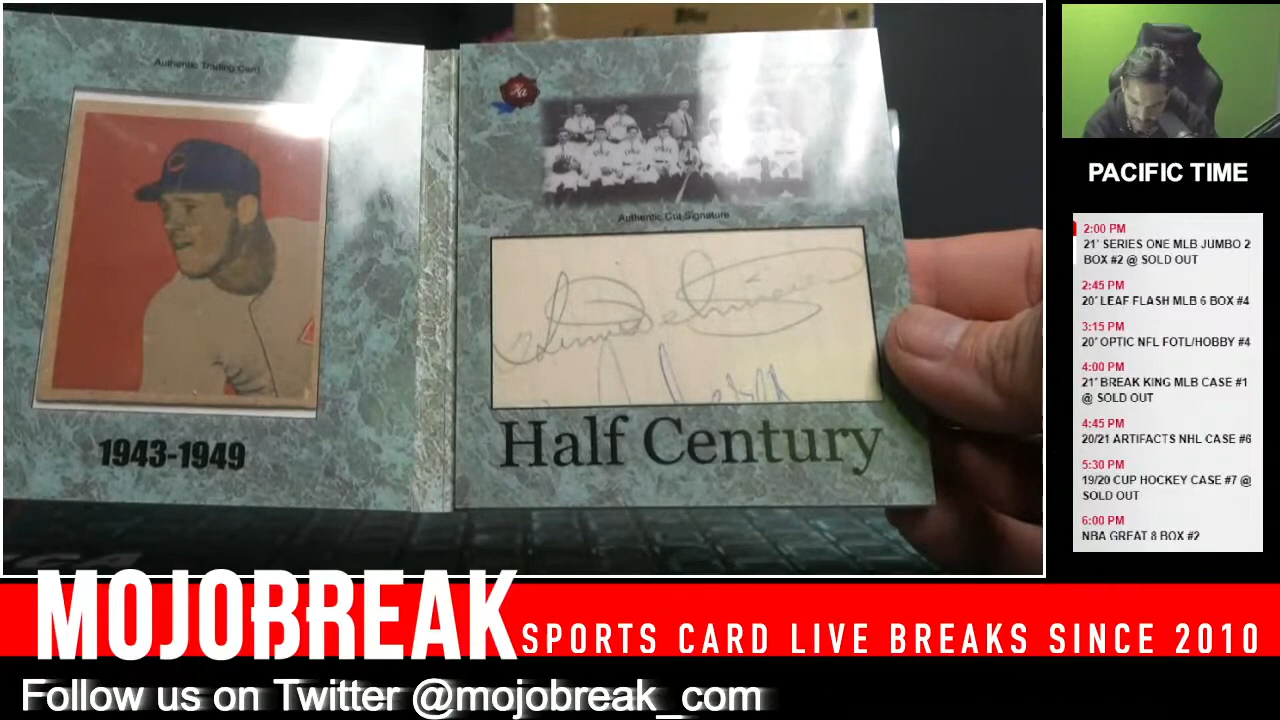 Authentic Trading Card
1943-1949
Authentic Cut Signature
Half Century
PACIFIC TIME
2:00 PM
21' SERIES ONE MLB JUMBO 2
BOX #2 @ SOLD OUT
2:45 PM
20' LEAF FLASH MLB 6 BOX #4
3:15 PM
20' OPTIC NFL FOTL/HOBBY #4
4:00 PM
21' BREAK KING MLB CASE #1
@ SOLD OUT
4:45 PM
20/21 ARTIFACTS NHL CASE #6
5:30 PM
19/20 CUP HOCKEY CASE #7 @
SOLD OUT
6:00 PM
NBA GREAT 8 BOX #2
MOJOBREAK
SPORTS CARD LIVE BREAKS SINCE 2010
Follow us on Twitter @mojobreak_com